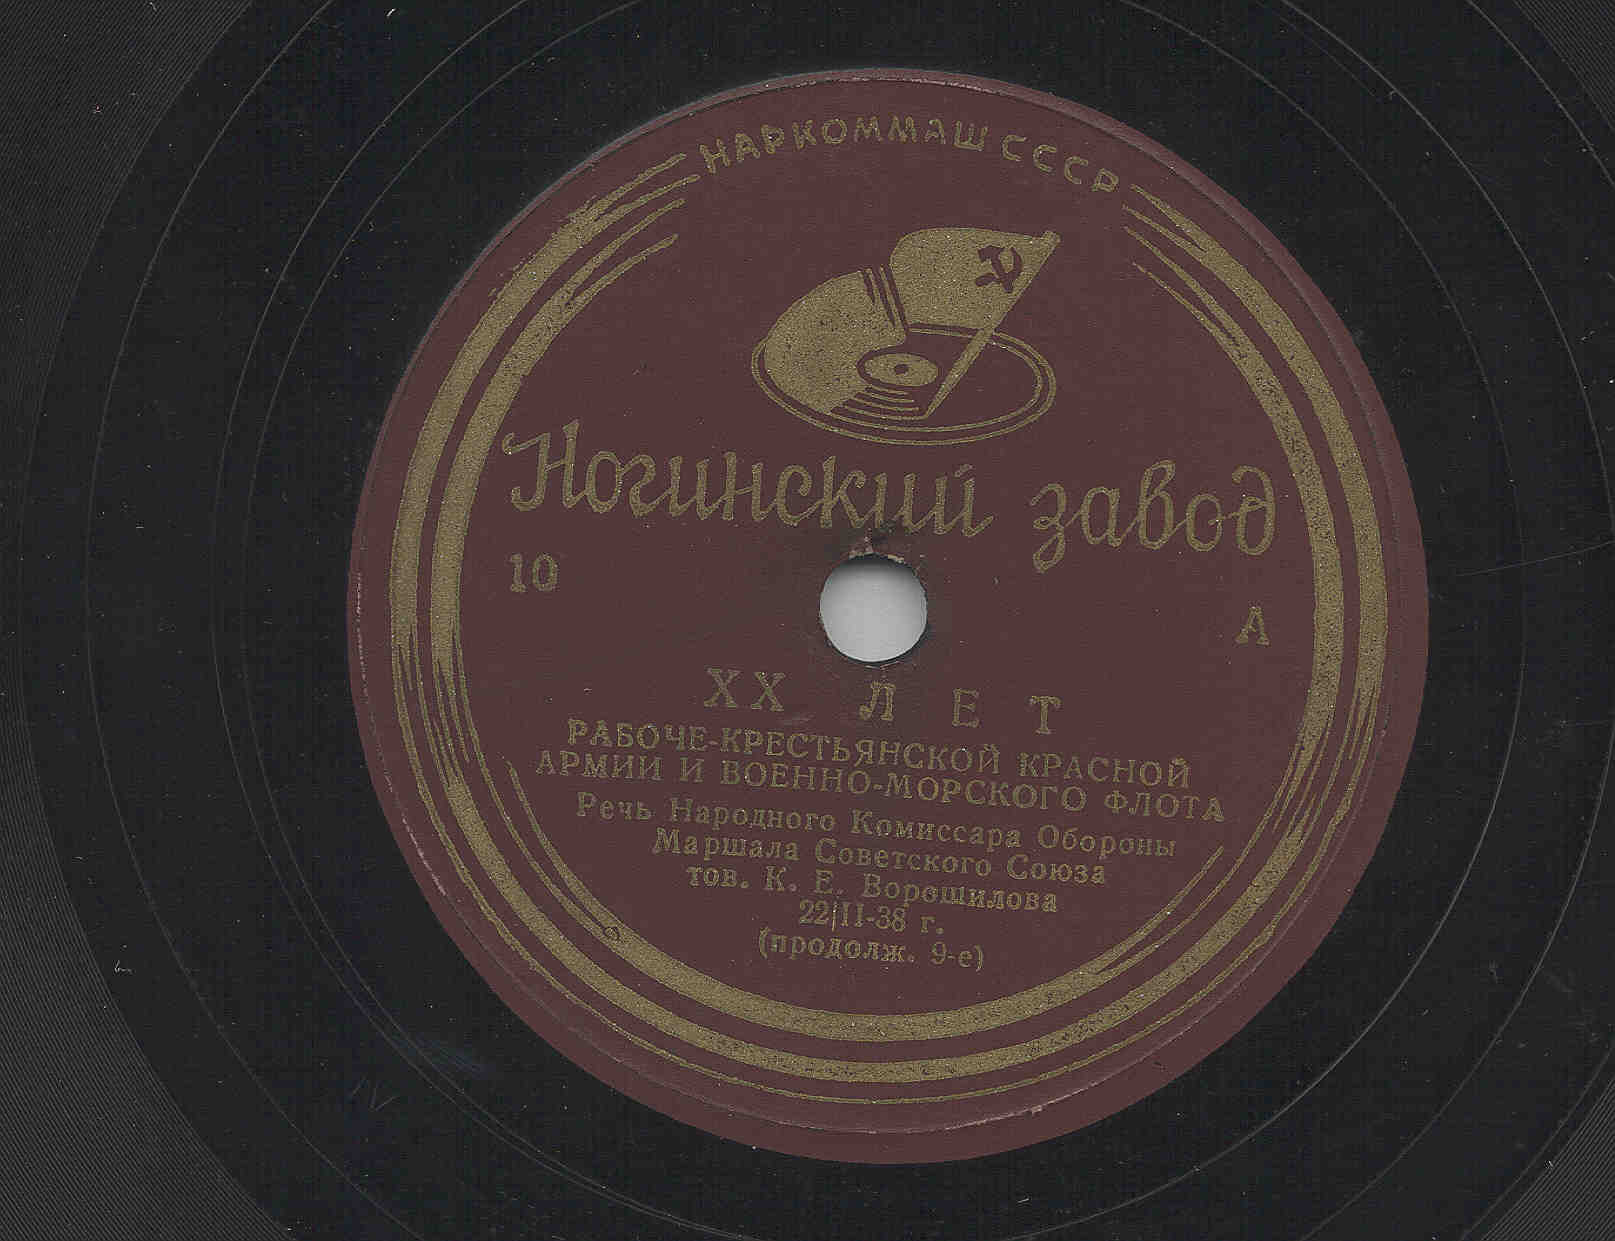 НАРКОММАШ СССР
Ногинский завод
10
А
XX ЛЕТ
РАБОЧЕ-КРЕСТЬЯНСКОЙ КРАСНОЙ
АРМИИ И ВОЕННО-МОРСКОГО ФЛОТА
Речь Народного Комиссара Обороны
Маршала Советского Союза
тов. К. Е. Ворошилова
22|II-38 г.
(продолж. 9-е)